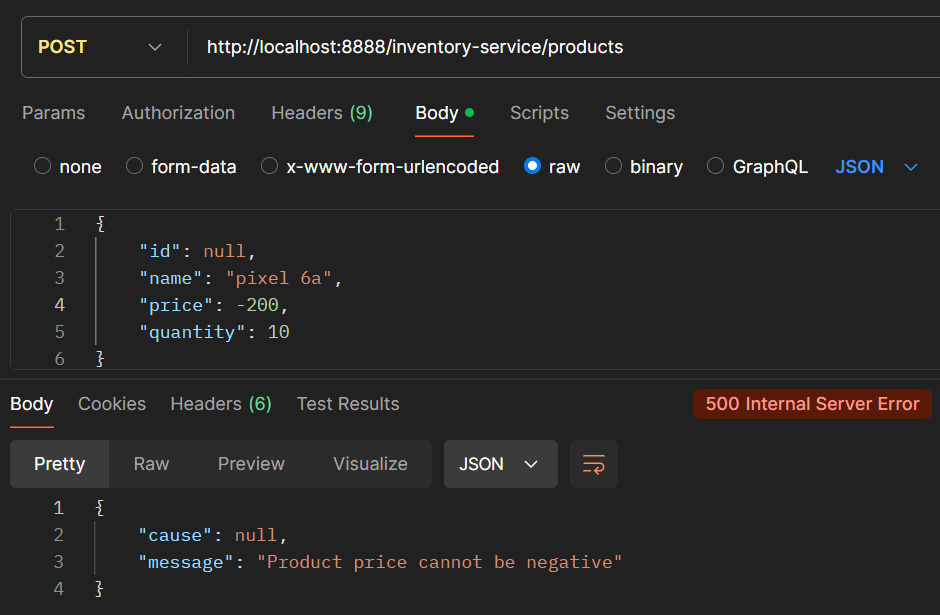 POST http://localhost:8888/inventory-service/products
Params Authorization Headers (9) Body Scripts Settings
none form-data x-www-form-urlencoded raw binary GraphQL JSON
1 {
2 "id": null,
3 "name": "pixel 6a",
4 "price": -200,
5 "quantity": 10
6 }
Body Cookies Headers (6) Test Results 500 Internal Server Error
Pretty Raw Preview Visualize JSON
1 {
2 "cause": null,
3 "message": "Product price cannot be negative"
4 }